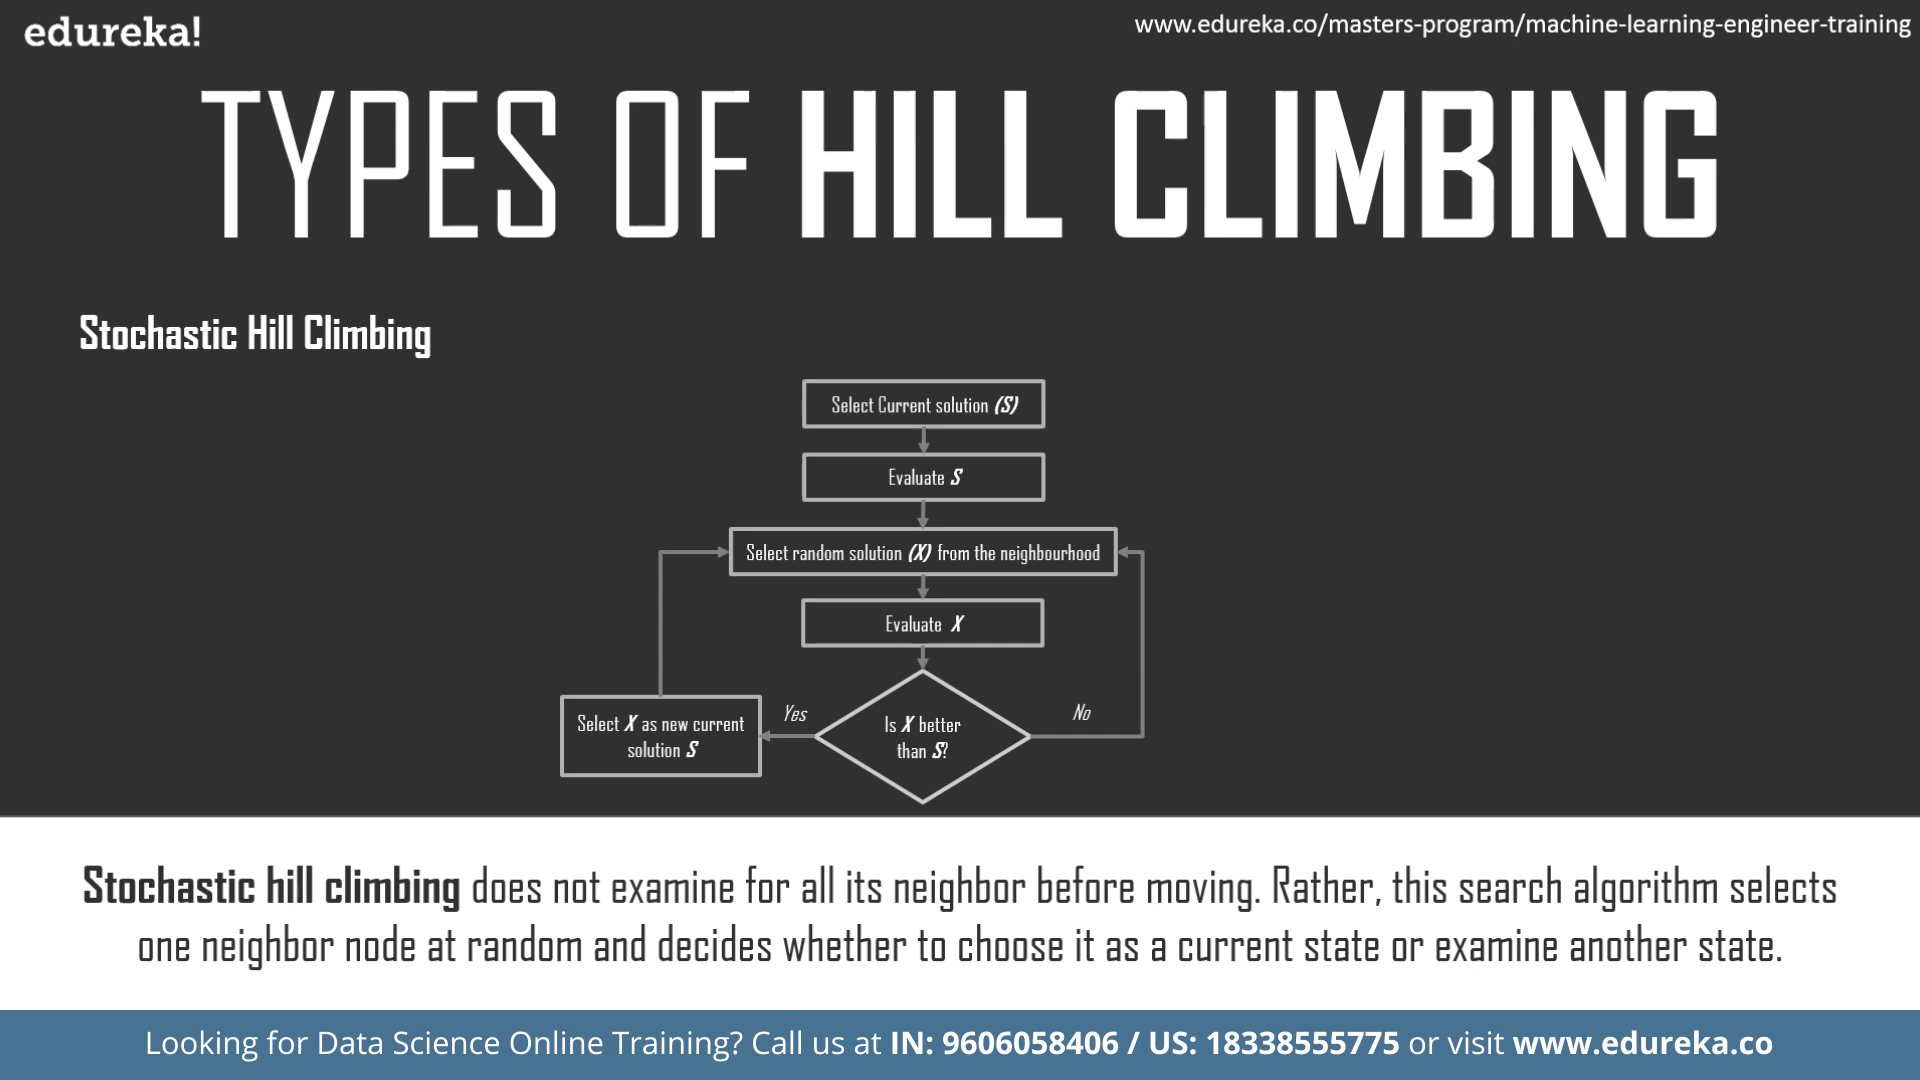 edureka!
www.edureka.co/masters-program/machine-learning-engineer-training
TYPES OF HILL CLIMBING
Stochastic Hill Climbing
Select Current solution (S)
Evaluate S
Select random solution (X) from the neighbourhood
Evaluate X
Is X better
than S?
Yes
No
Select X as new current
solution S
Stochastic hill climbing does not examine for all its neighbor before moving. Rather, this search algorithm selects
one neighbor node at random and decides whether to choose it as a current state or examine another state.
Looking for Data Science Online Training? Call us at IN: 9606058406 / US: 18338555775 or visit www.edureka.co